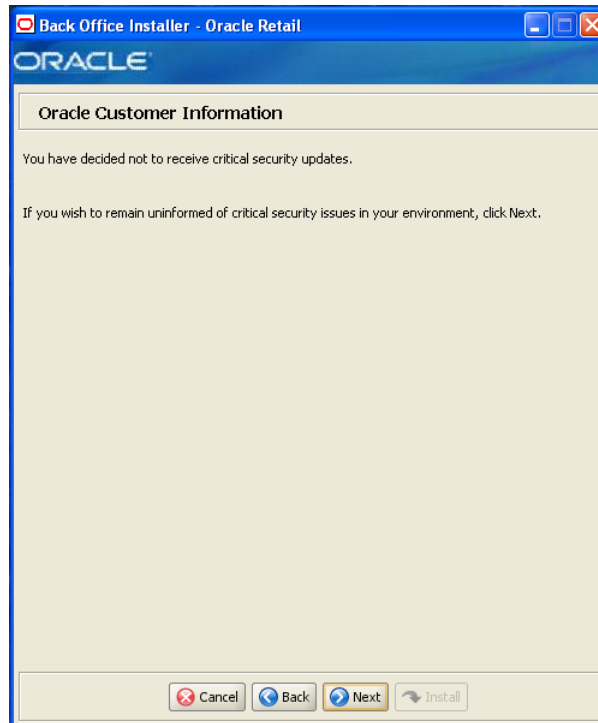 Back Office Installer - Oracle Retail
ORACLE
Oracle Customer Information
You have decided not to receive critical security updates.
If you wish to remain uninformed of critical security issues in your environment, click Next.
Cancel Back Next Install